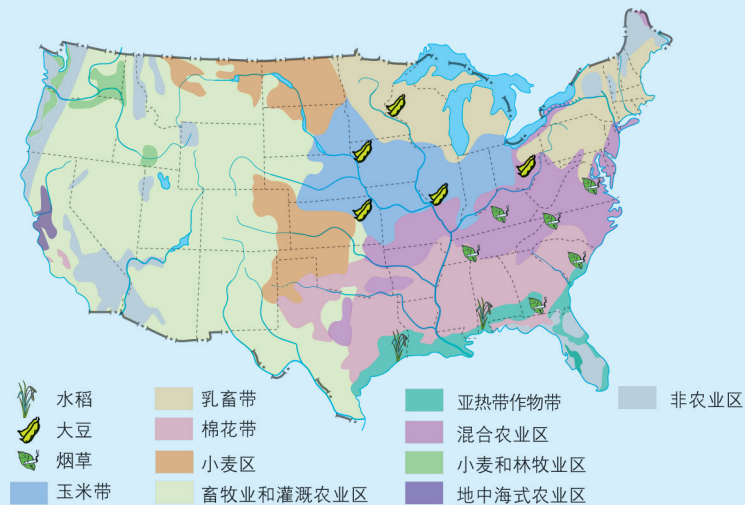 水稻
大豆
烟草
玉米带
乳畜带
棉花带
小麦区
畜牧业和灌溉农业区
亚热带作物带
混合农业区
小麦和林牧业区
地中海式农业区
非农业区